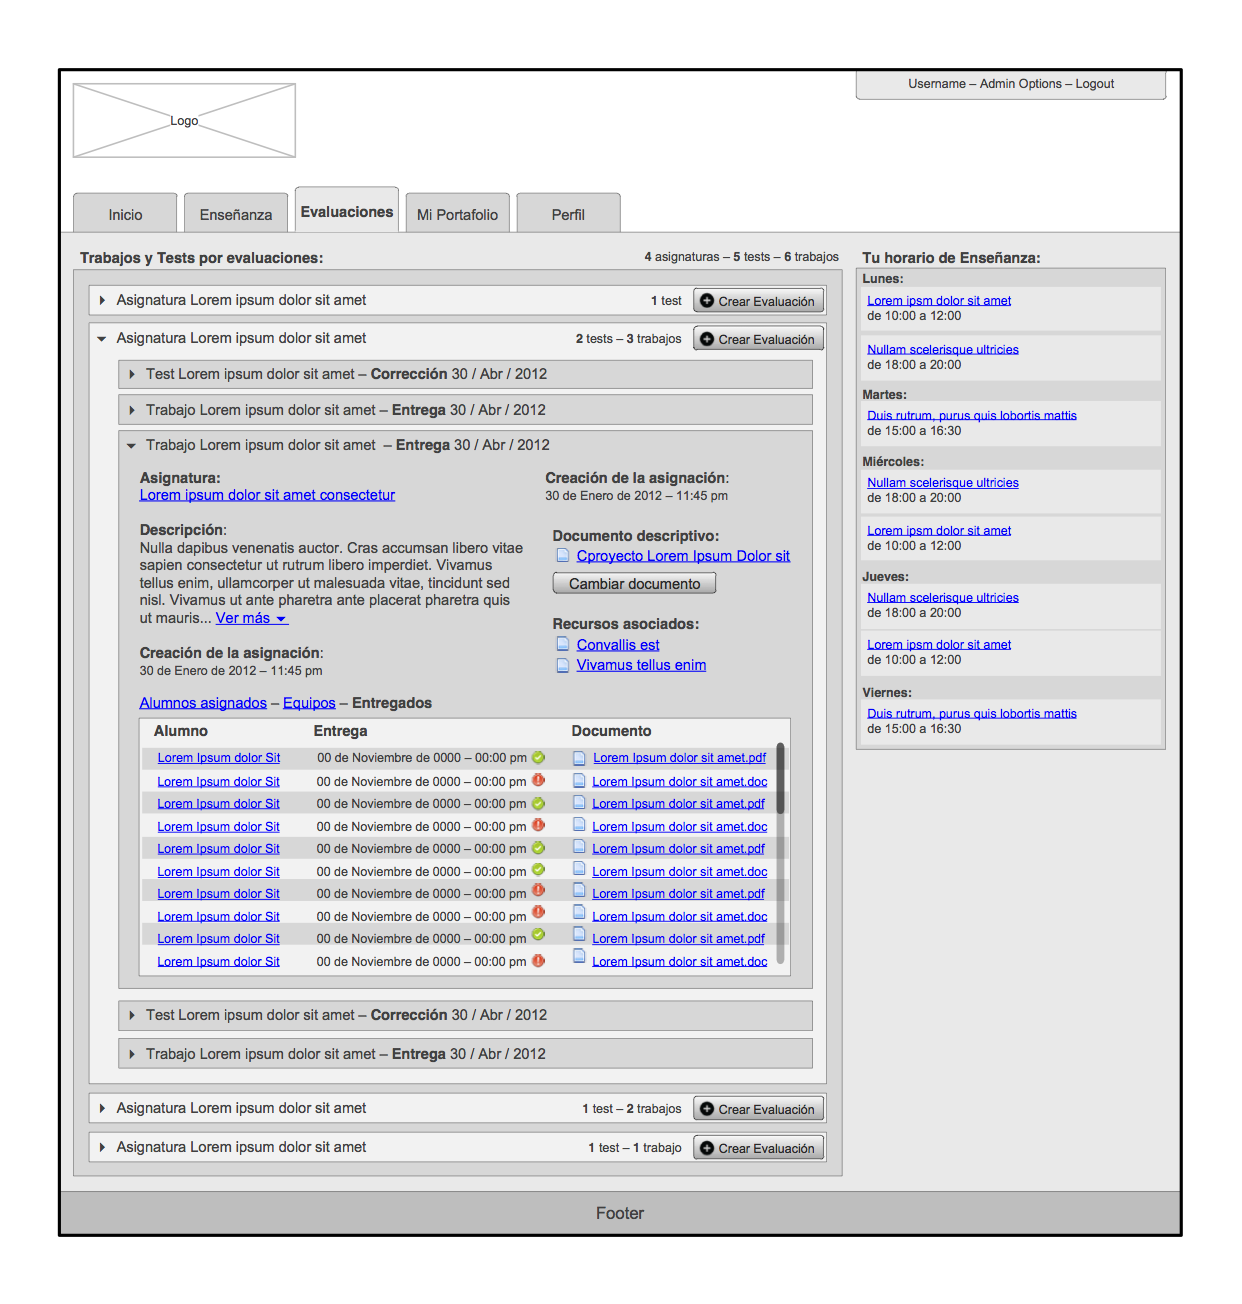 Username – Admin Options – Logout
Logo
Inicio
Enseñanza
Evaluaciones
Mi Portafolio
Perfil
Trabajos y Tests por evaluaciones:
4 asignaturas – 5 tests – 6 trabajos
Asignatura Lorem ipsum dolor sit amet
1 test
Crear Evaluación
Asignatura Lorem ipsum dolor sit amet
2 tests – 3 trabajos
Crear Evaluación
Test Lorem ipsum dolor sit amet – Corrección 30 / Abr / 2012
Trabajo Lorem ipsum dolor sit amet – Entrega 30 / Abr / 2012
Trabajo Lorem ipsum dolor sit amet – Entrega 30 / Abr / 2012
Asignatura:
Lorem ipsum dolor sit amet consectetur
Descripción:
Nulla dapibus venenatis auctor. Cras accumsan libero vitae
sapien consectetur ut rutrum libero imperdiet. Vivamus
tellus enim, ullamcorper ut malesuada vitae, tincidunt sed
nisl. Vivamus ut ante pharetra ante placerat pharetra quis
ut mauris... Ver más
Creación de la asignación:
30 de Enero de 2012 – 11:45 pm
Creación de la asignación:
30 de Enero de 2012 – 11:45 pm
Documento descriptivo:
Cproyecto Lorem Ipsum Dolor sit
Cambiar documento
Recursos asociados:
Convallis est
Vivamus tellus enim
Alumnos asignados – Equipos – Entregados
Alumno Entrega Documento
Lorem Ipsum dolor Sit 00 de Noviembre de 0000 – 00:00 pm Lorem Ipsum dolor sit amet.pdf
Lorem Ipsum dolor Sit 00 de Noviembre de 0000 – 00:00 pm Lorem Ipsum dolor sit amet.doc
Lorem Ipsum dolor Sit 00 de Noviembre de 0000 – 00:00 pm Lorem Ipsum dolor sit amet.pdf
Lorem Ipsum dolor Sit 00 de Noviembre de 0000 – 00:00 pm Lorem Ipsum dolor sit amet.doc
Lorem Ipsum dolor Sit 00 de Noviembre de 0000 – 00:00 pm Lorem Ipsum dolor sit amet.pdf
Lorem Ipsum dolor Sit 00 de Noviembre de 0000 – 00:00 pm Lorem Ipsum dolor sit amet.doc
Lorem Ipsum dolor Sit 00 de Noviembre de 0000 – 00:00 pm Lorem Ipsum dolor sit amet.pdf
Lorem Ipsum dolor Sit 00 de Noviembre de 0000 – 00:00 pm Lorem Ipsum dolor sit amet.doc
Lorem Ipsum dolor Sit 00 de Noviembre de 0000 – 00:00 pm Lorem Ipsum dolor sit amet.pdf
Lorem Ipsum dolor Sit 00 de Noviembre de 0000 – 00:00 pm Lorem Ipsum dolor sit amet.doc
Test Lorem ipsum dolor sit amet – Corrección 30 / Abr / 2012
Trabajo Lorem ipsum dolor sit amet – Entrega 30 / Abr / 2012
Asignatura Lorem ipsum dolor sit amet
1 test – 2 trabajos
Crear Evaluación
Asignatura Lorem ipsum dolor sit amet
1 test – 1 trabajo
Crear Evaluación
Tu horario de Enseñanza:
Lunes:
Lorem ipsm dolor sit amet
de 10:00 a 12:00
Nullam scelerisque ultricies
de 18:00 a 20:00
Martes:
Duis rutrum, purus quis lobortis mattis
de 15:00 a 16:30
Miércoles:
Nullam scelerisque ultricies
de 18:00 a 20:00
Lorem ipsm dolor sit amet
de 10:00 a 12:00
Jueves:
Nullam scelerisque ultricies
de 18:00 a 20:00
Lorem ipsm dolor sit amet
de 10:00 a 12:00
Viernes:
Duis rutrum, purus quis lobortis mattis
de 15:00 a 16:30
Footer